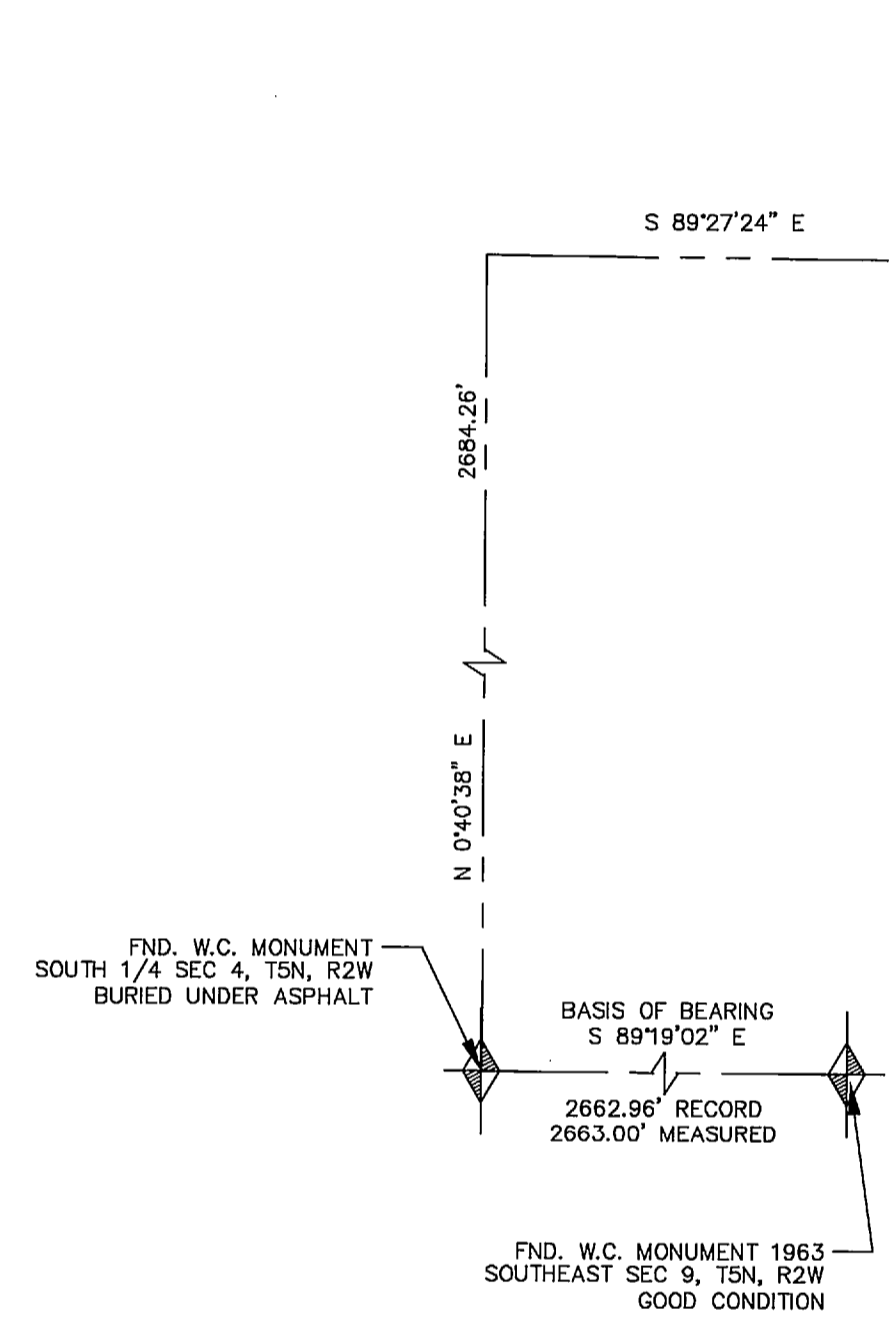 S 89°27'24" E
2684.26'
N 0°40'38" E
FND. W.C. MONUMENT
SOUTH 1/4 SEC 4, T5N, R2W
BURIED UNDER ASPHALT
BASIS OF BEARING
S 89°19'02" E
2662.96' RECORD
2663.00' MEASURED
FND. W.C. MONUMENT 1963
SOUTHEAST SEC 9, T5N, R2W
GOOD CONDITION